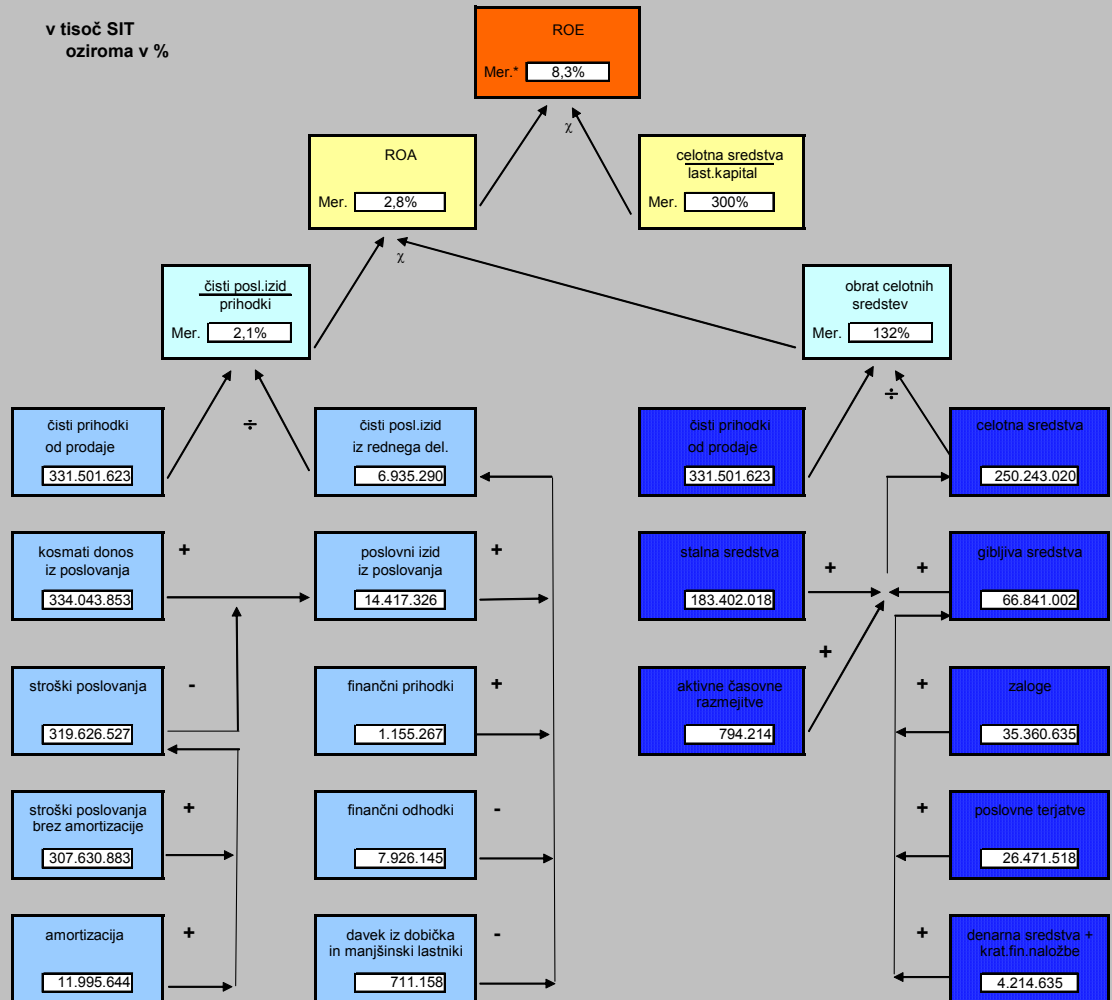 v tisoč SIT
oziroma v %
ROE
Mer.* 8,3%
χ
ROA
Mer. 2,8%
celotna sredstva
last.kapital
Mer. 300%
χ
čisti posl.izid
prihodki
Mer. 2,1%
obrat celotnih
sredstev
Mer. 132%
čisti prihodki
od prodaje
331.501.623
÷
čisti posl.izid
iz rednega del.
6.935.290
čisti prihodki
od prodaje
331.501.623
÷
celotna sredstva
250.243.020
kosmati donos
iz poslovanja
334.043.853
+
poslovni izid
iz poslovanja
14.417.326
+
stalna sredstva
183.402.018
+
+
gibljiva sredstva
66.841.002
stroški poslovanja
319.626.527
-
finančni prihodki
1.155.267
+
aktivne časovne
razmejitve
794.214
+
+
zaloge
35.360.635
stroški poslovanja
brez amortizacije
307.630.883
+
finančni odhodki
7.926.145
-
+
poslovne terjatve
26.471.518
amortizacija
11.995.644
+
davek iz dobička
in manjšinski lastniki
711.158
-
+
denarna sredstva +
krat.fin.naložbe
4.214.635